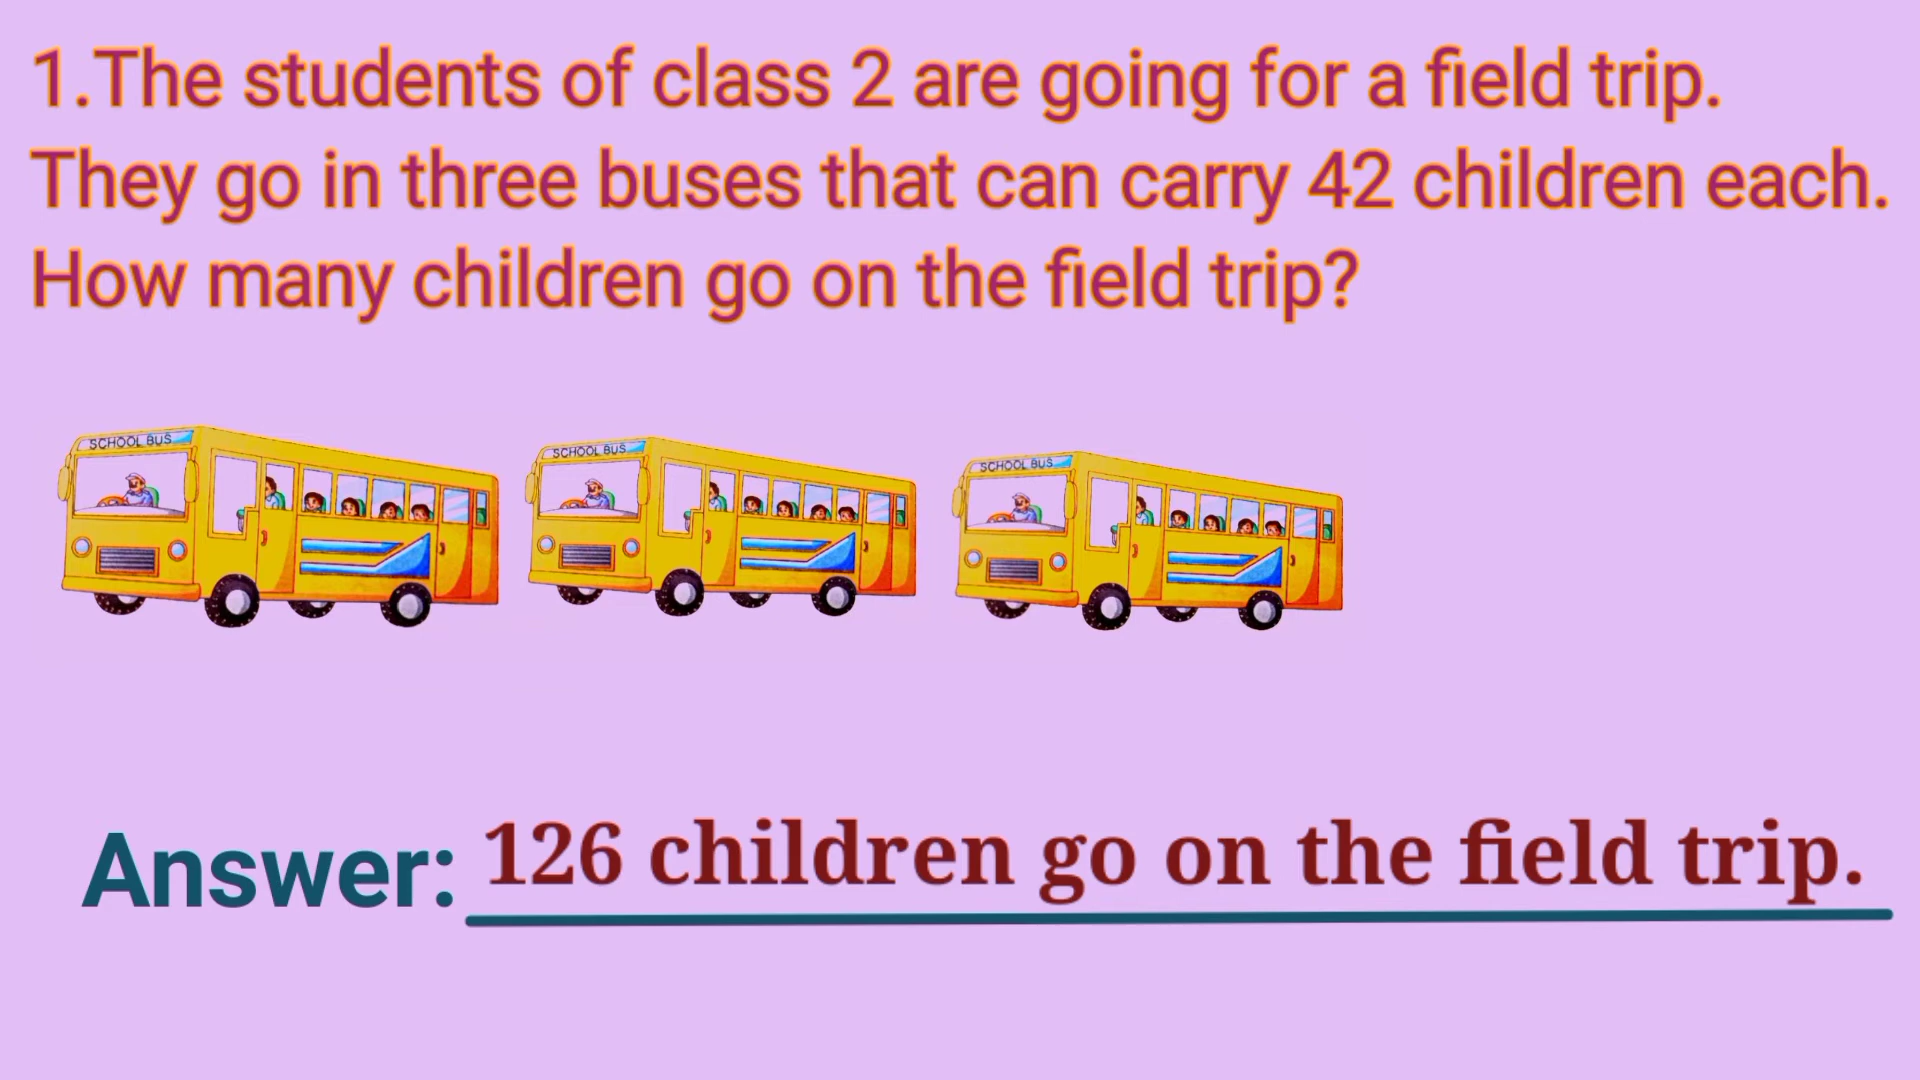 1.The students of class 2 are going for a field trip.
They go in three buses that can carry 42 children each.
How many children go on the field trip?
SCHOOL BUS
SCHOOL BUS
SCHOOL BUS
Answer: 126 children go on the field trip.